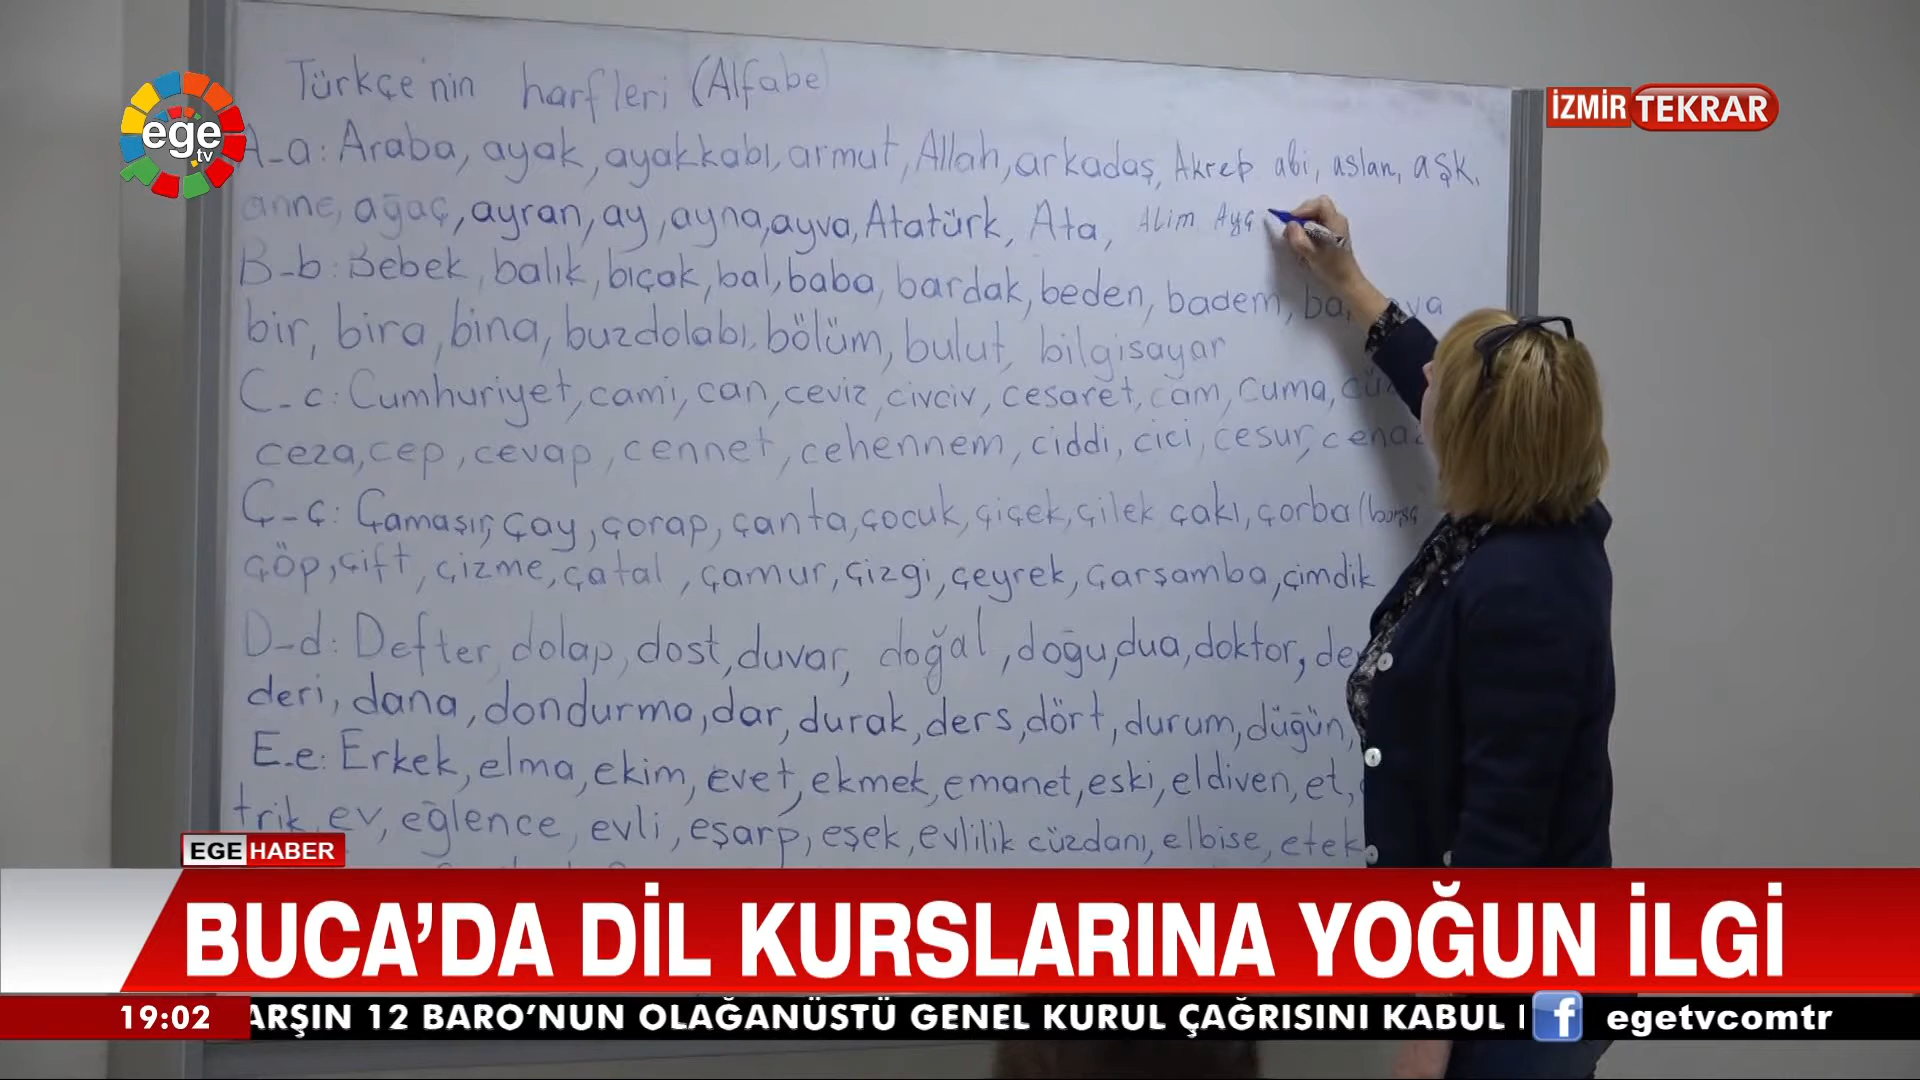 Türkçe'nin harfleri (Alfabe)
A-a: Araba, ayak, ayakkabı, armut, Allah, arkadaş, Akrep abi, aslan, aşk,
anne, ağaç, ayran, ay, ayna, ayva, Atatürk, Ata, Alim
B-b: Bebek, balık, bıçak, bal, baba, bardak, beden, badem,
bir, bira, bina, buzdolabı, bölüm, bulut, bilgisayar
C-c: Cumhuriyet, cami, can, ceviz, civciv, cesaret, cam, Cuma,
ceza, cep, cevap, cennet, cehennem, ciddi, cici, cesur,
Ç-ç: Çamaşır, çay, çorap, çanta, çocuk, çiçek, çilek çakı, çorba
çöp, çift, çizme, çatal, çamur, çizgi, çeyrek, çarşamba, çimdik
D-d: Defter, dolap, dost, duvar, doğal, doğu, dua, doktor,
deri, dana, dondurma, dar, durak, ders, dört, durum, düğün,
E-e: Erkek, elma, ekim, evet, ekmek, emanet, eski, eldiven, et,
trik, ev, eğlence, evli, eşarp, eşek, evlilik cüzdanı, elbise, etek
ege tv
İZMİR TEKRAR
EGE HABER
BUCA'DA DİL KURSLARINA YOĞUN İLGİ
19:02 ARŞIN 12 BARO'NUN OLAĞANÜSTÜ GENEL KURUL ÇAĞRISINI KABUL
f egetvcomtr